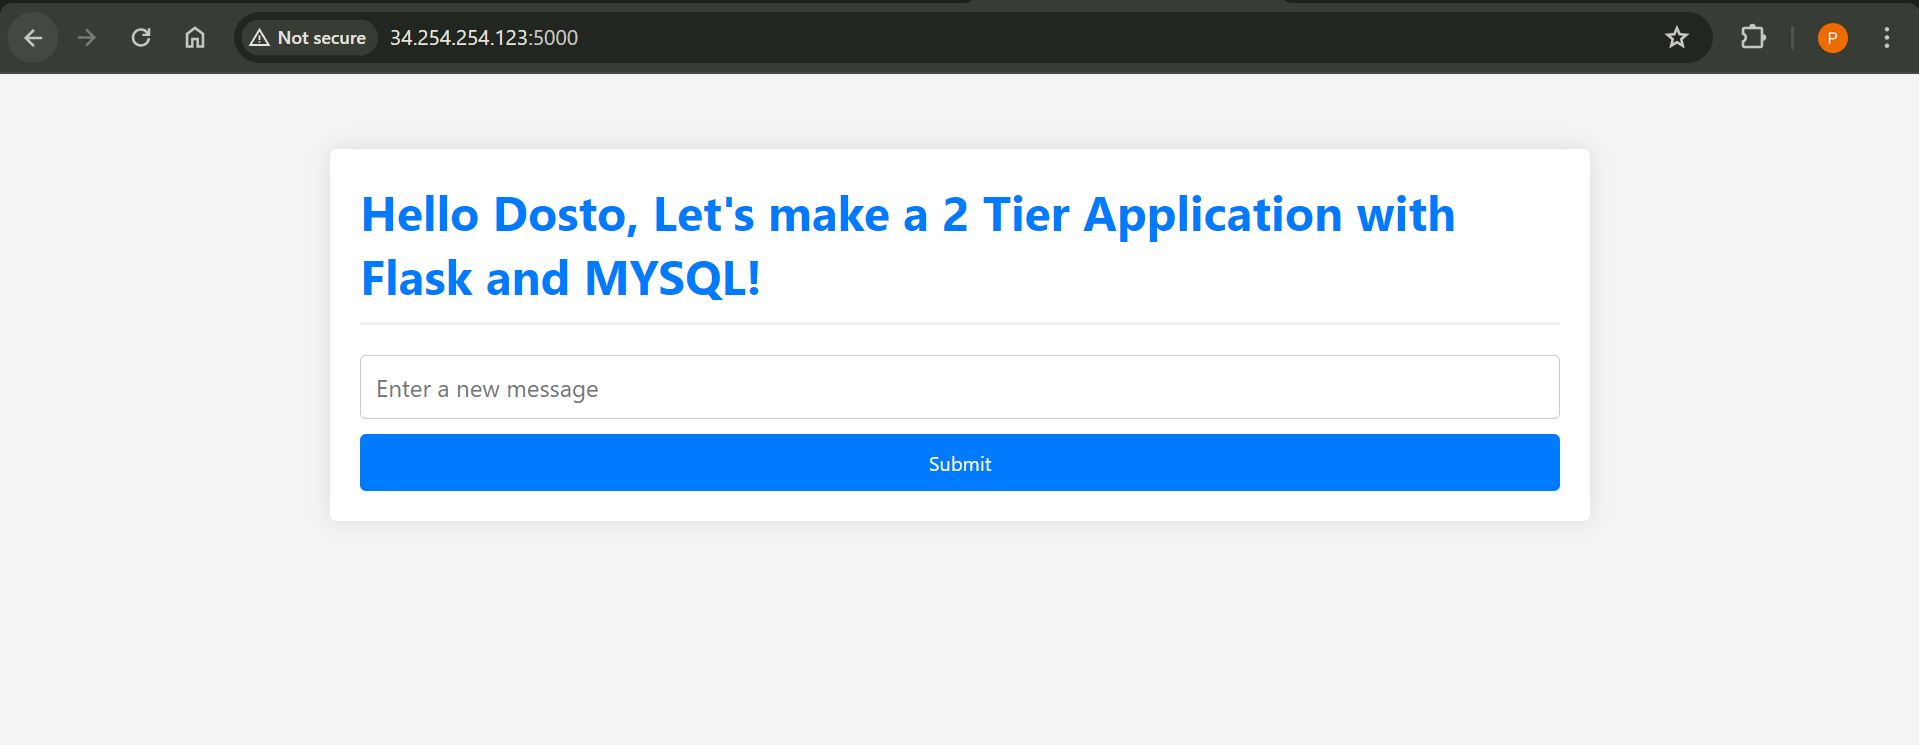 Not secure 34.254.254.123:5000
P
Hello Dosto, Let's make a 2 Tier Application with
Flask and MYSQL!
Enter a new message
Submit